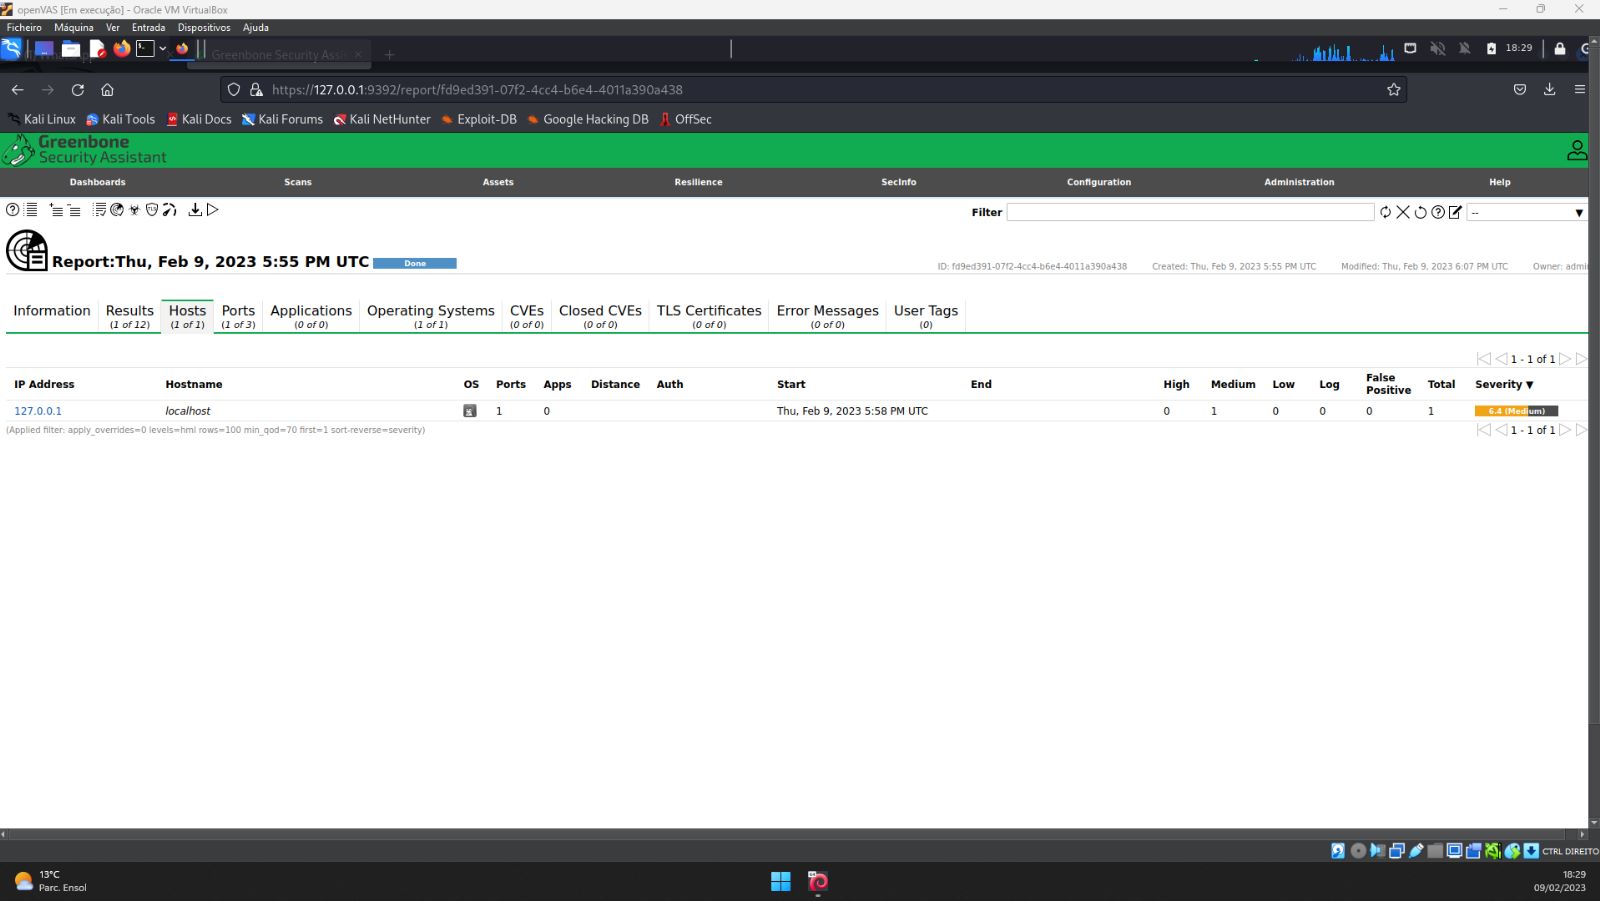 openVAS [Em execução] - Oracle VM VirtualBox
Ficheiro Máquina Ver Entrada Dispositivos Ajuda
Greenbone Security Assis
18:29
https://127.0.0.1:9392/report/fd9ed391-07f2-4cc4-b6e4-4011a390a438
Kali Linux Kali Tools Kali Docs Kali Forums Kali NetHunter Exploit-DB Google Hacking DB OffSec
Greenbone
Security Assistant
Dashboards Scans Assets Resilience SecInfo Configuration Administration Help
Filter --
Report:Thu, Feb 9, 2023 5:55 PM UTC Done
ID: fd9ed391-07f2-4cc4-b6e4-4011a390a438 Created: Thu, Feb 9, 2023 5:55 PM UTC Modified: Thu, Feb 9, 2023 6:07 PM UTC Owner: admi
Information Results Hosts Ports Applications Operating Systems CVEs Closed CVEs TLS Certificates Error Messages User Tags
(1 of 12) (1 of 1) (1 of 3) (0 of 0) (1 of 1) (0 of 0) (0 of 0) (0 of 0) (0 of 0) (0)
1 - 1 of 1
IP Address Hostname OS Ports Apps Distance Auth Start End High Medium Low Log False Positive Total Severity ▼
127.0.0.1 localhost 1 0 Thu, Feb 9, 2023 5:58 PM UTC 0 1 0 0 0 1 6.4 (Medium)
(Applied filter: apply_overrides=0 levels=hml rows=100 min_qod=70 first=1 sort-reverse=severity)
1 - 1 of 1
CTRL DIREITO
13°C
Parc. Ensol
18:29
09/02/2023